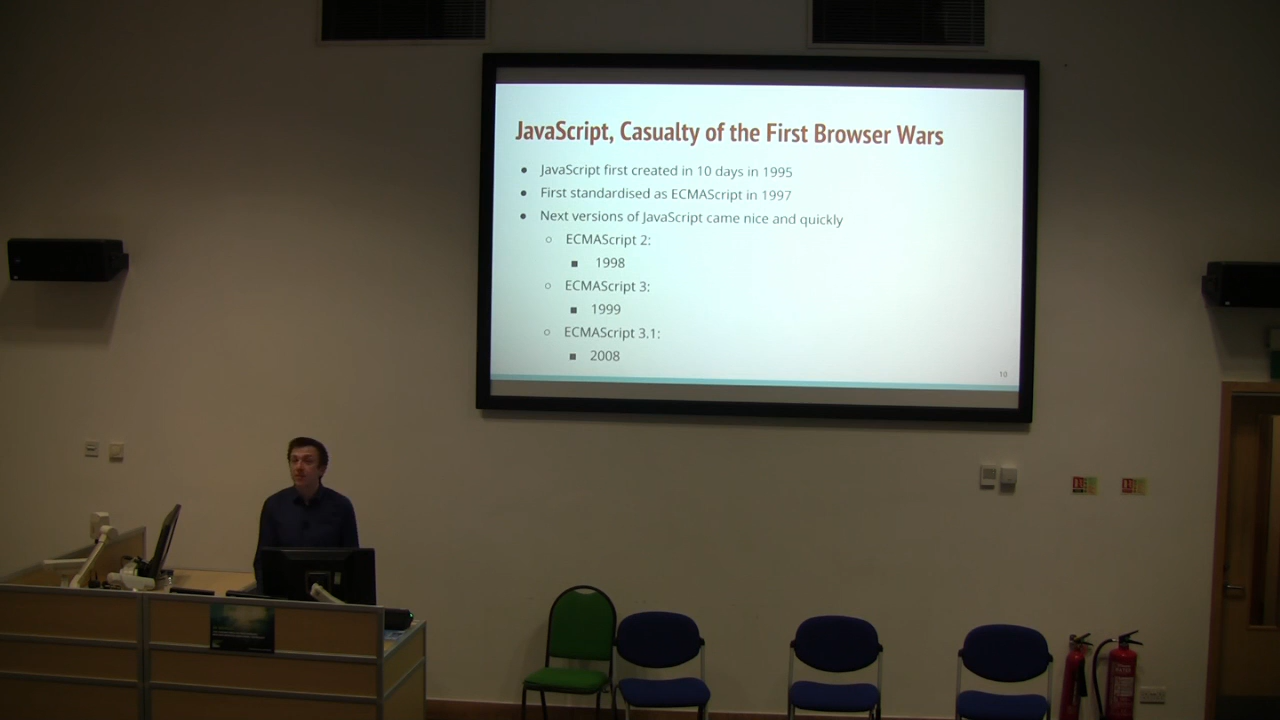 JavaScript, Casualty of the First Browser Wars
● JavaScript first created in 10 days in 1995
● First standardised as ECMAScript in 1997
● Next versions of JavaScript came nice and quickly
○ ECMAScript 2:
■ 1998
○ ECMAScript 3:
■ 1999
○ ECMAScript 3.1:
■ 2008
10